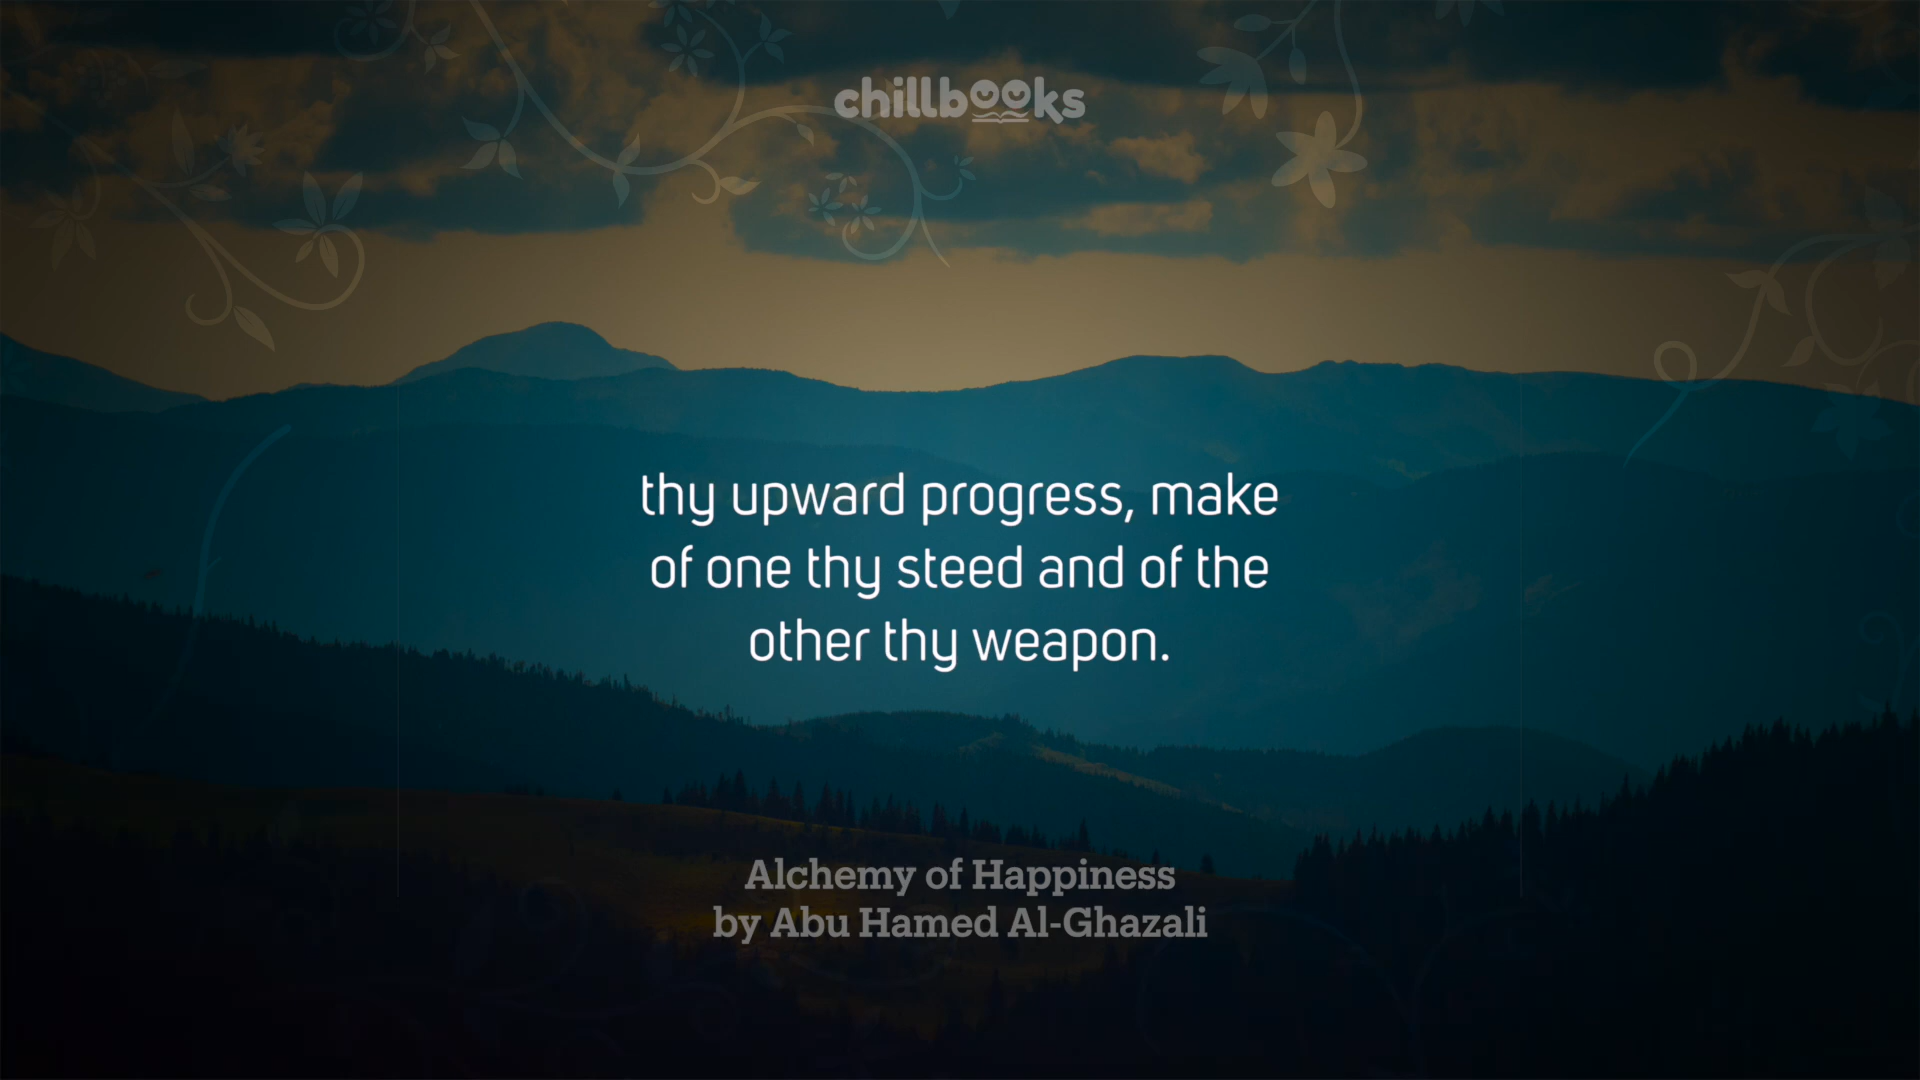 chillbooks
thy upward progress, make
of one thy steed and of the
other thy weapon.
Alchemy of Happiness
by Abu Hamed Al-Ghazali